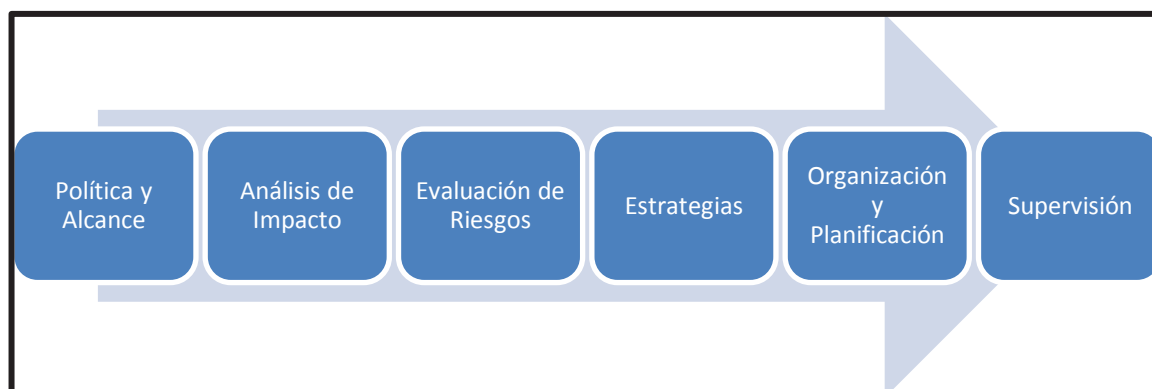 Política y
Alcance
Análisis de
Impacto
Evaluación de
Riesgos
Estrategias
Organización
y
Planificación
Supervisión